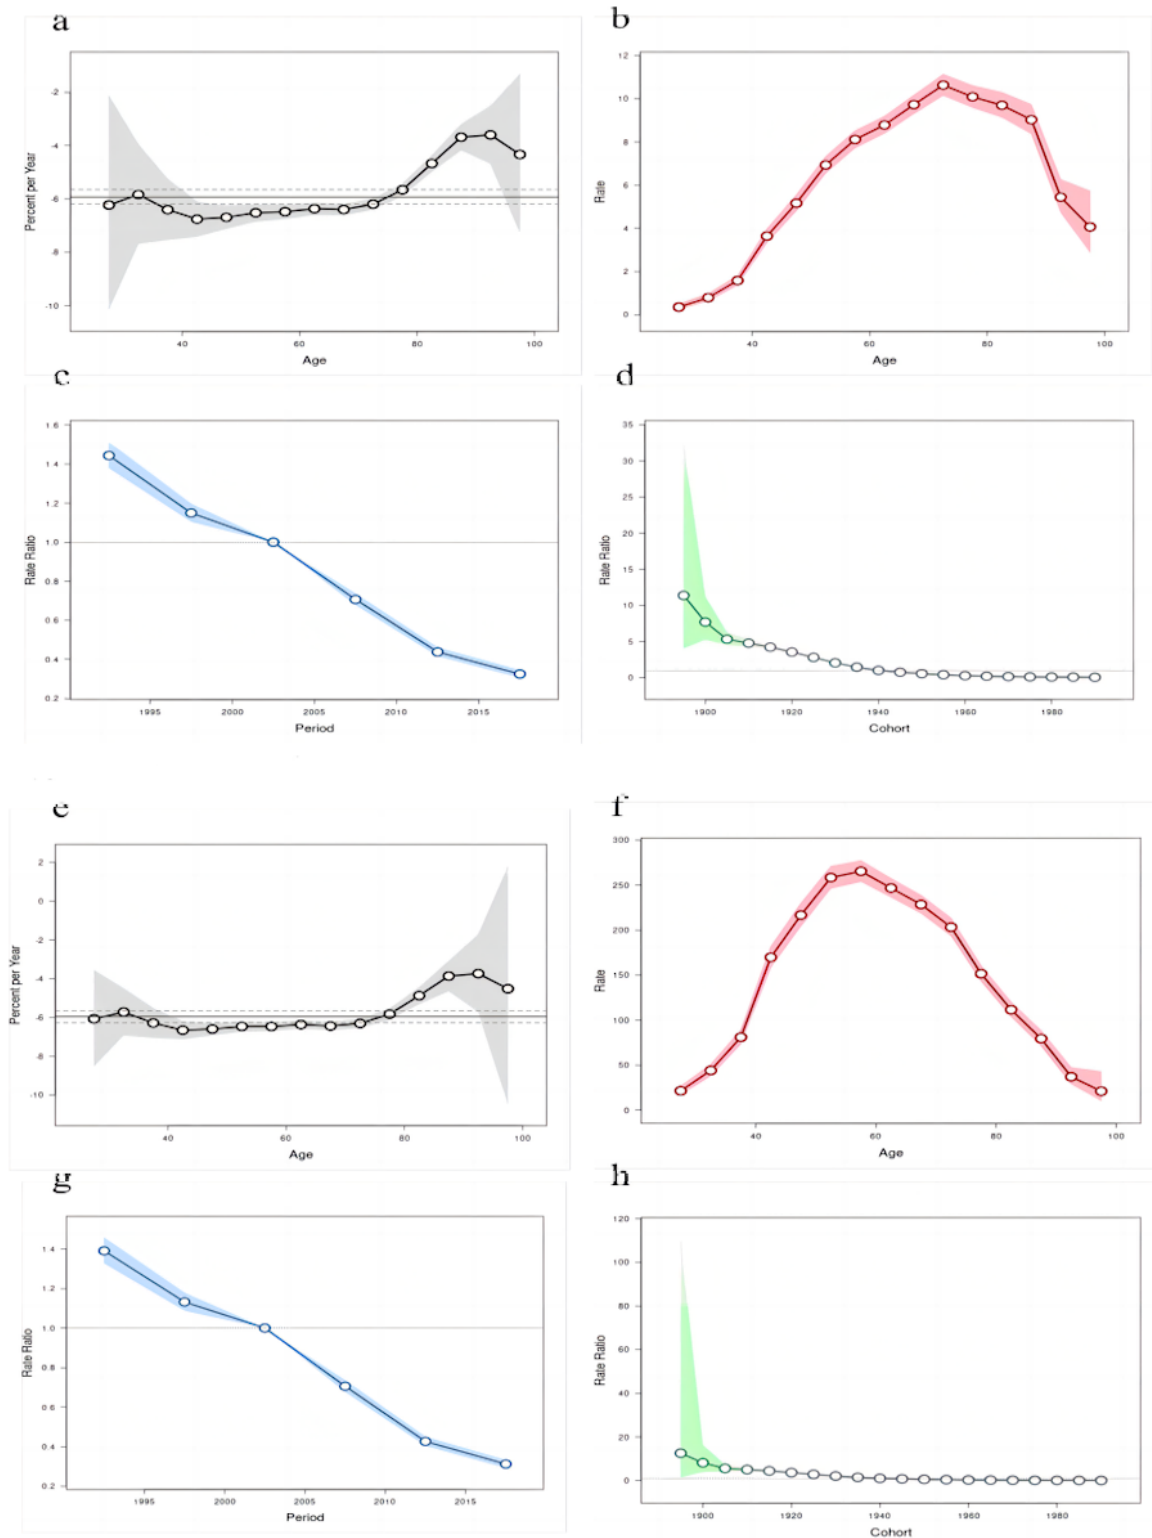 a
-2
-4
-6
-8
-10
Percent per Year
40 60 80 100
Age
b
12
10
8
6
4
2
0
Rate
40 60 80 100
Age
c
1.6
1.4
1.2
1.0
0.8
0.6
0.4
0.2
Rate Ratio
1995 2000 2005 2010 2015
Period
d
35
30
25
20
15
10
5
0
Rate Ratio
1900 1920 1940 1960 1980
Cohort
e
2
0
-2
-4
-6
-8
-10
Percent per Year
40 60 80 100
Age
f
300
250
200
150
100
50
0
Rate
40 60 80 100
Age
g
1.4
1.2
1.0
0.8
0.6
0.4
0.2
Rate Ratio
1995 2000 2005 2010 2015
Period
h
120
100
80
60
40
20
0
Rate Ratio
1900 1920 1940 1960 1980
Cohort